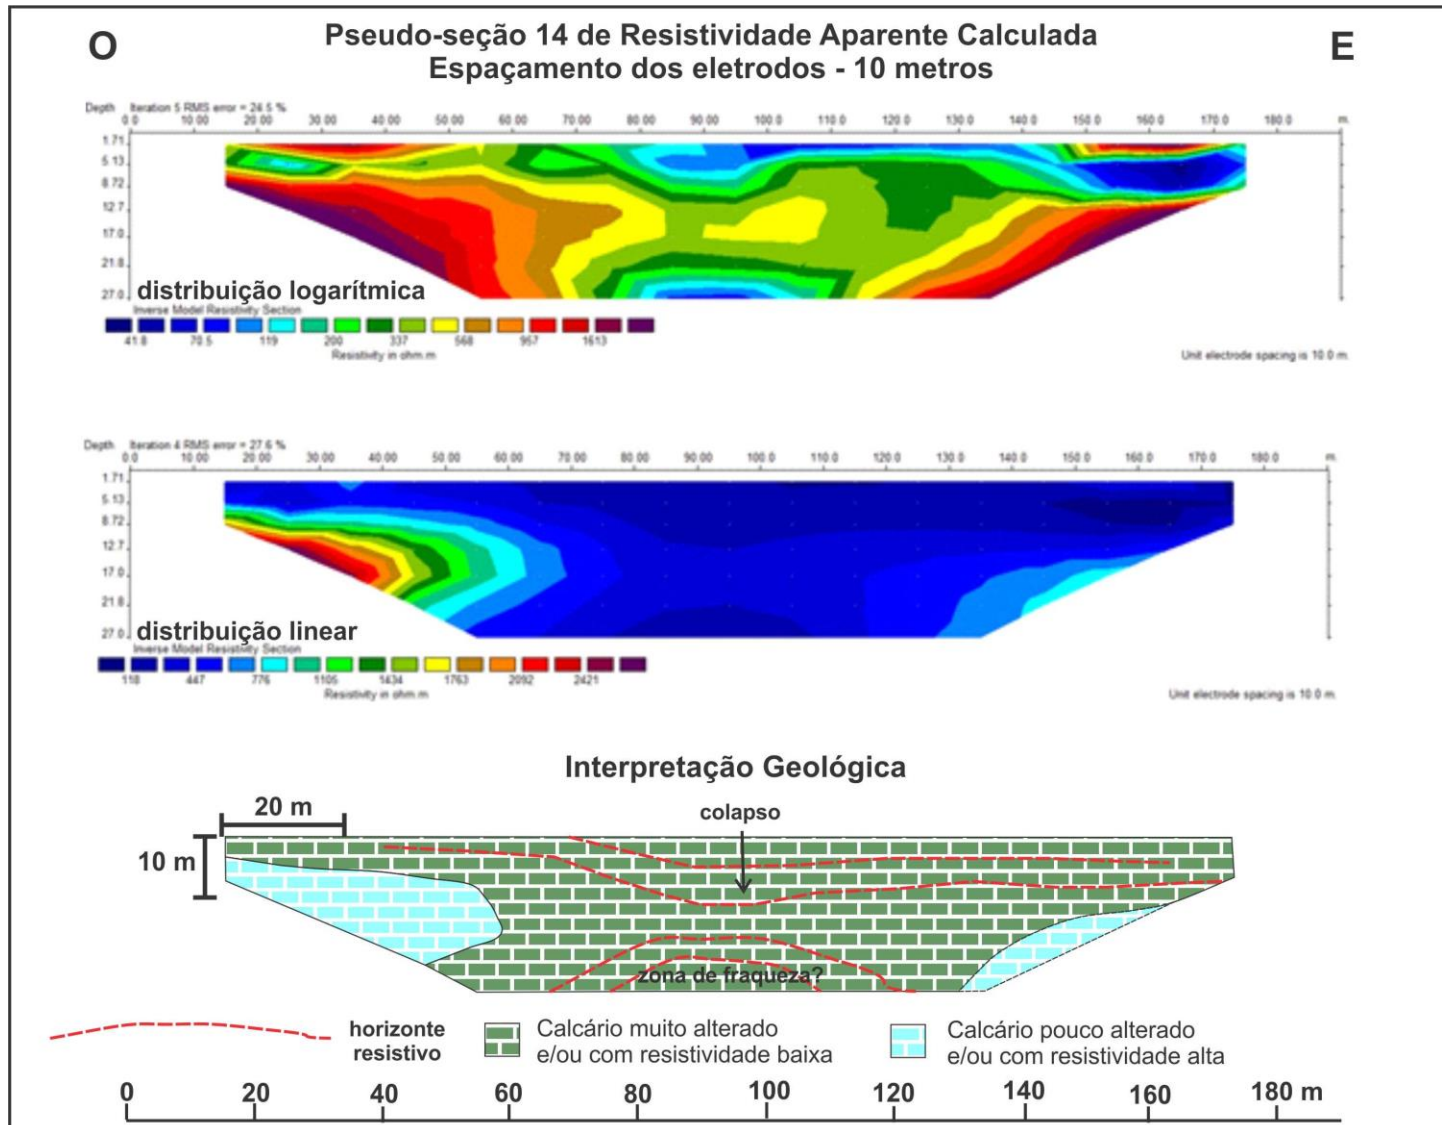 O
Pseudo-seção 14 de Resistividade Aparente Calculada
E
Espaçamento dos eletrodos - 10 metros
Depth Iteration 5 RMS error = 24.5 %
0.0 10.00 20.00 30.00 40.00 50.00 60.00 70.00 80.00 90.00 100.0 110.0 120.0 130.0 140.0 150.0 160.0 170.0 180.0 m.
1.71
5.13
8.72
12.7
17.0
21.8
27.0
distribuição logarítmica
Inverse Model Resistivity Section
41.8 70.5 119 200 337 568 957 1613
Resistivity in ohm.m
Unit electrode spacing is 10.0 m.
Depth Iteration 4 RMS error = 27.6 %
0.0 10.00 20.00 30.00 40.00 50.00 60.00 70.00 80.00 90.00 100.0 110.0 120.0 130.0 140.0 150.0 160.0 170.0 180.0 m.
1.71
5.13
8.72
12.7
17.0
21.8
27.0
distribuição linear
Inverse Model Resistivity Section
118 447 776 1105 1434 1763 2092 2421
Resistivity in ohm.m
Unit electrode spacing is 10.0 m.
Interpretação Geológica
20 m
colapso
10 m
zona de fraqueza?
horizonte
resistivo
Calcário muito alterado
e/ou com resistividade baixa
Calcário pouco alterado
e/ou com resistividade alta
0 20 40 60 80 100 120 140 160 180 m